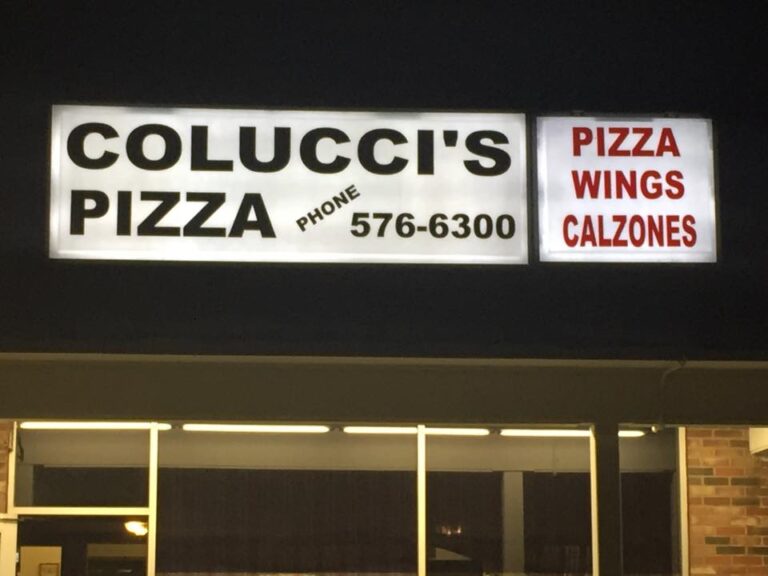 COLUCCI'S
PIZZA PHONE 576-6300
PIZZA
WINGS
CALZONES